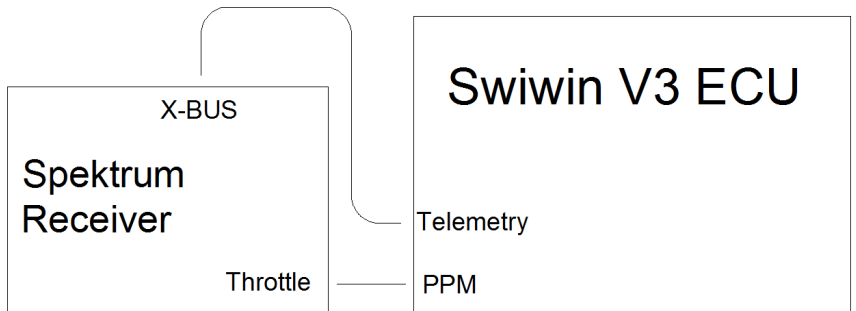 Swiwin V3 ECU
X-BUS
Spektrum
Receiver
Telemetry
Throttle
PPM